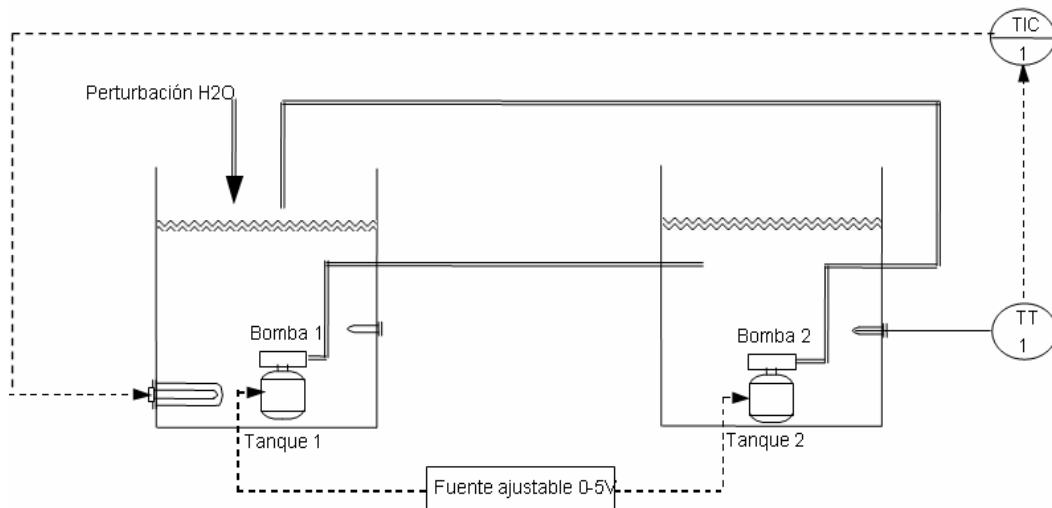 TIC
1
Perturbación H2O
Bomba 1
Bomba 2
TT
1
Tanque 1
Tanque 2
Fuente ajustable 0-5V